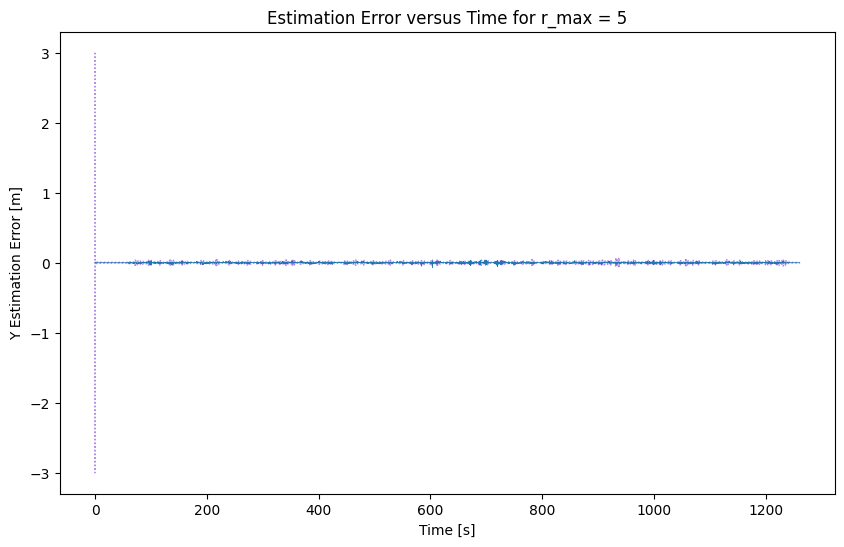 Estimation Error versus Time for r_max = 5
Y Estimation Error [m]
3
2
1
0
−1
−2
−3
0 200 400 600 800 1000 1200
Time [s]